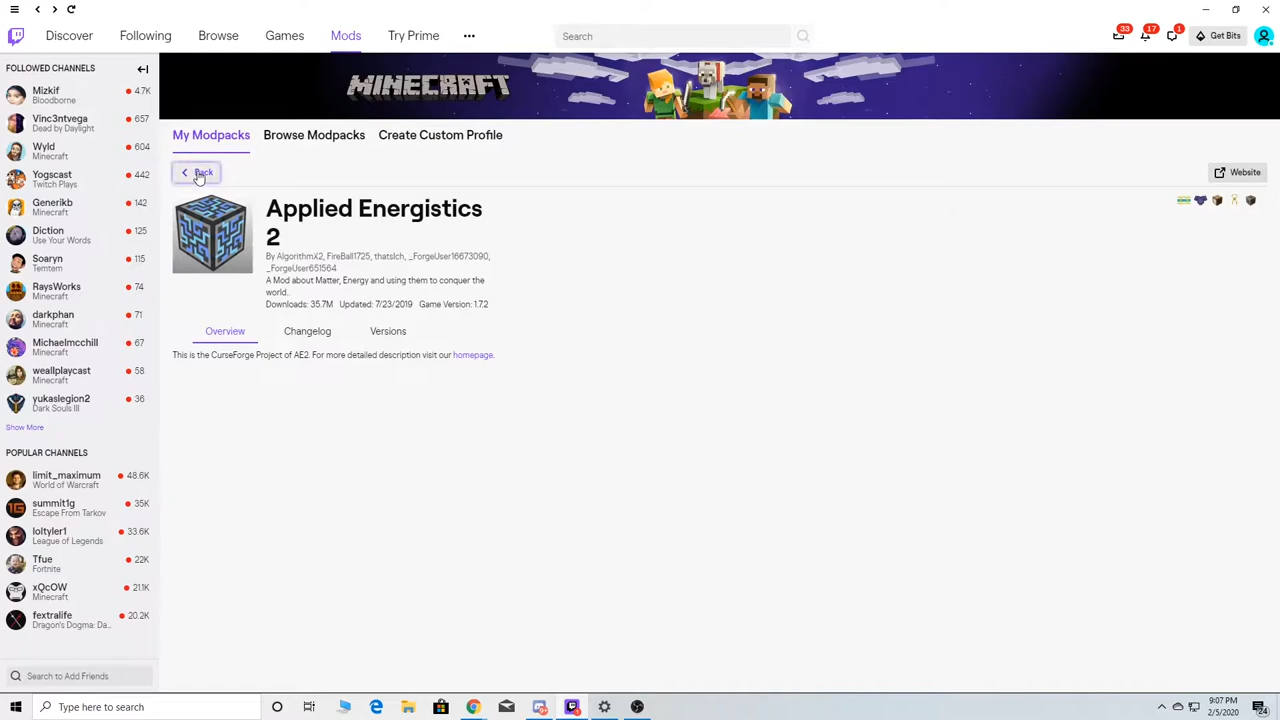 Discover
Following
Browse
Games
Mods
Try Prime
Search
33
17
1
Get Bits
FOLLOWED CHANNELS
Mizkif
Bloodborne
4.7K
Vinc3ntvega
Dead by Daylight
657
Wyld
Minecraft
604
Yogscast
Twitch Plays
442
Generikb
Minecraft
142
Diction
Use Your Words
125
Soaryn
Temtem
115
RaysWorks
Minecraft
74
darkphan
Minecraft
71
Michaelmcchill
Minecraft
67
weallplaycast
Minecraft
58
yukaslegion2
Dark Souls III
36
Show More
POPULAR CHANNELS
limit_maximum
World of Warcraft
48.6K
summit1g
Escape From Tarkov
35K
loltyler1
League of Legends
33.6K
Tfue
Fortnite
22K
xQcOW
Minecraft
21.1K
fextralife
Dragon's Dogma: Da...
20.2K
Search to Add Friends
MINECRAFT
My Modpacks
Browse Modpacks
Create Custom Profile
Back
Website
Applied Energistics
2
By AlgorithmX2, FireBall1725, thatsIch, _ForgeUser16673090,
_ForgeUser651564
A Mod about Matter, Energy and using them to conquer the
world..
Downloads: 35.7M Updated: 7/23/2019 Game Version: 1.7.2
Overview
Changelog
Versions
This is the CurseForge Project of AE2. For more detailed description visit our homepage.
Type here to search
9:07 PM
2/5/2020
24